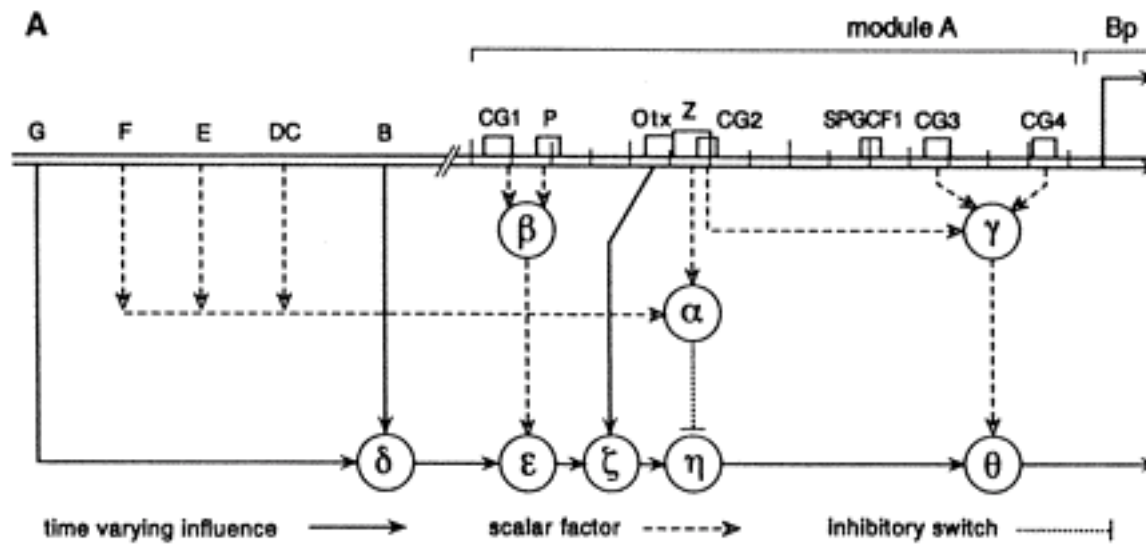 A
module A
Bp
G F E DC B CG1 P Otx Z CG2 SPGCF1 CG3 CG4
β γ
α
δ ε ζ η θ
time varying influence scalar factor inhibitory switch